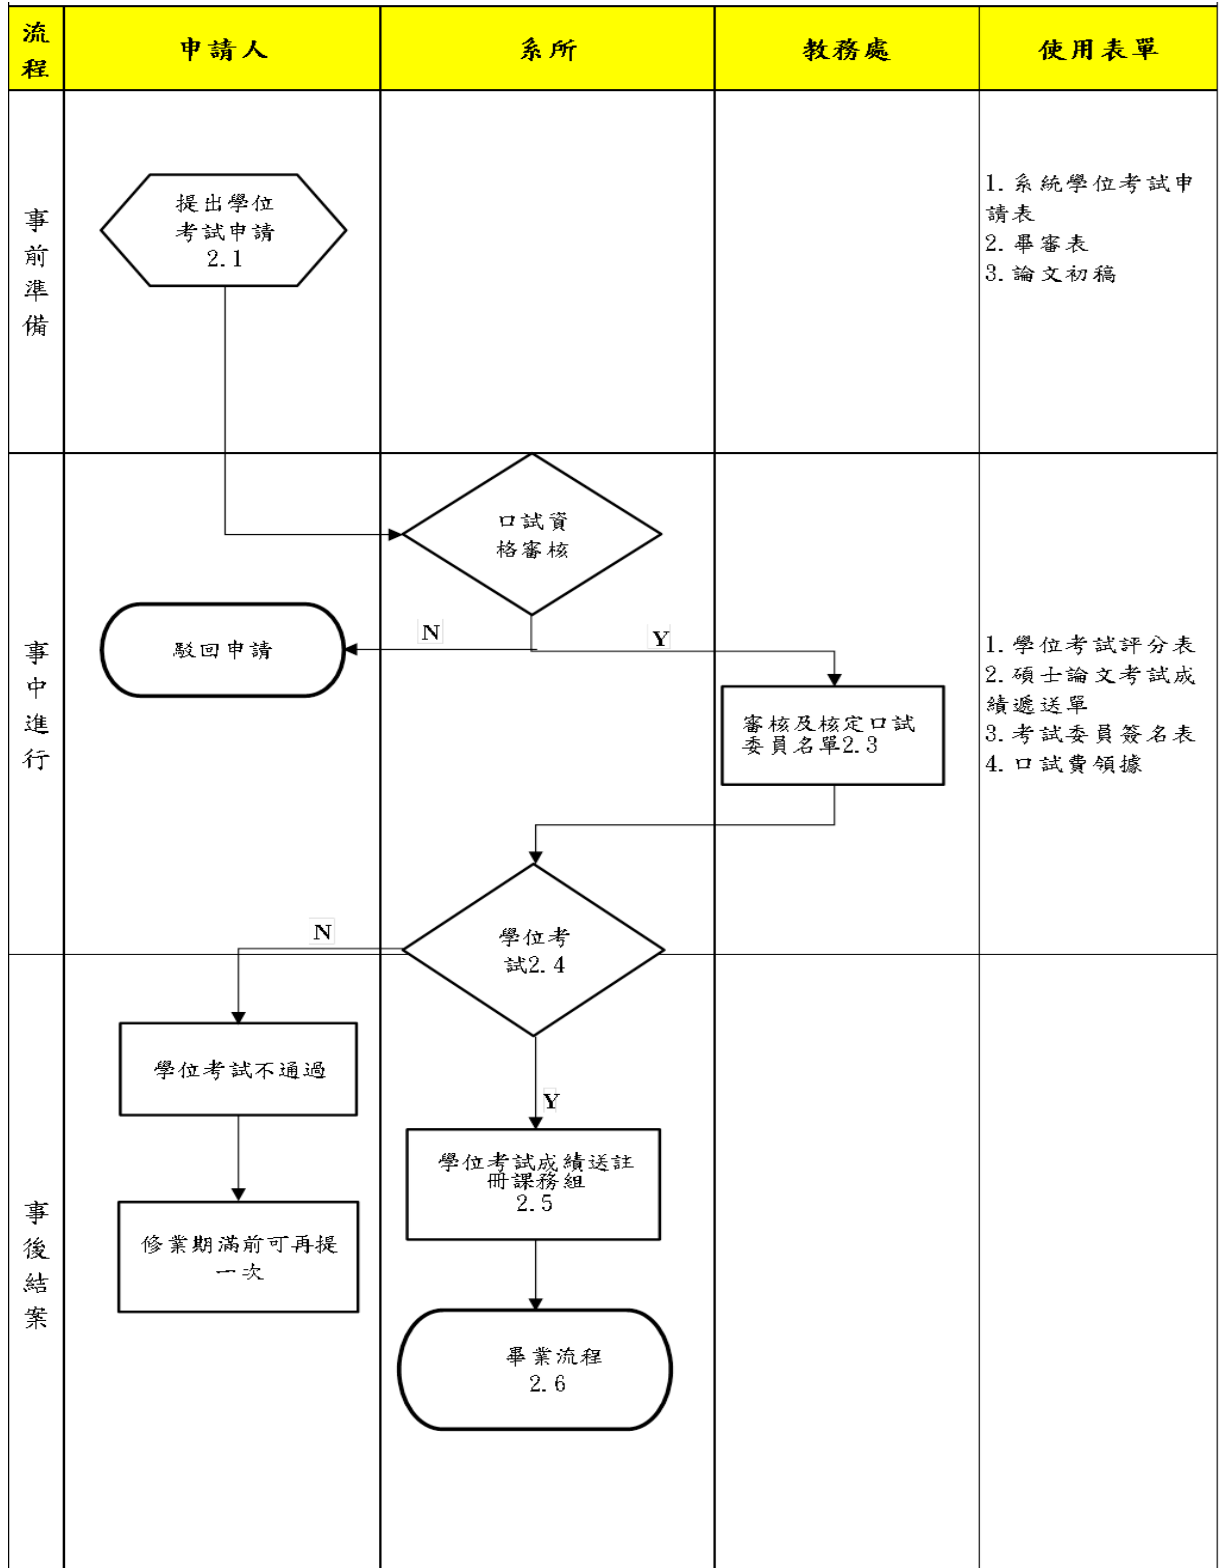 流
程
申請人
系所
教務處
使用表單
事
前
準
備
提出學位
考試申請
2.1
1.系統學位考試申
請表
2.畢審表
3.論文初稿
事
中
進
行
口試資
格審核
N
Y
駁回申請
審核及核定口試
委員名單2.3
1.學位考試評分表
2.碩士論文考試成
績遞送單
3.考試委員簽名表
4.口試費領據
學位考
試2.4
N
Y
事
後
結
案
學位考試不通過
修業期滿前可再提
一次
學位考試成績送註
冊課務組
2.5
畢業流程
2.6